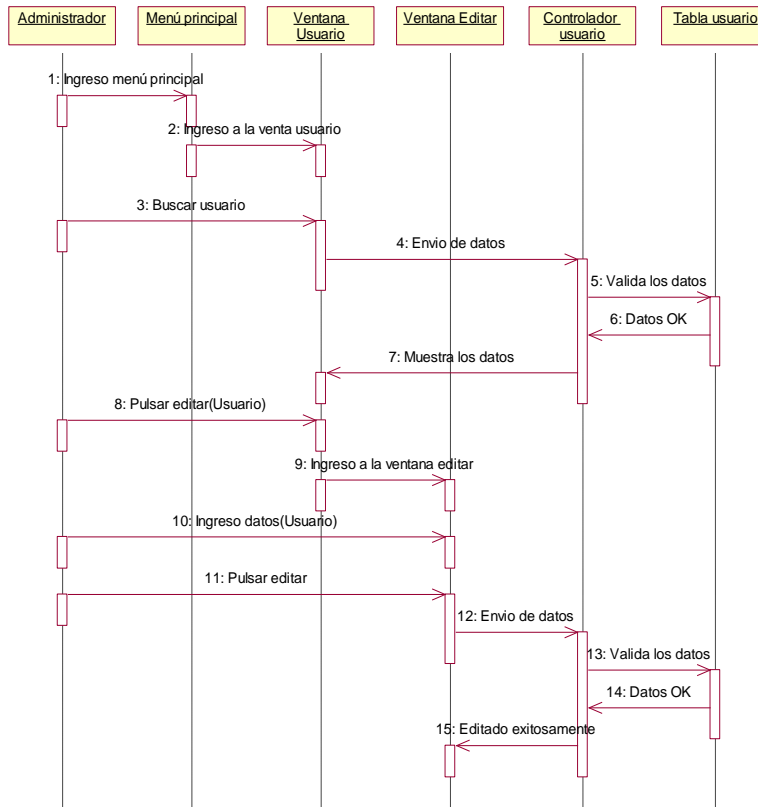 Administrador
Menú principal
Ventana
Usuario
Ventana Editar
Controlador
usuario
Tabla usuario
1: Ingreso menú principal
2: Ingreso a la venta usuario
3: Buscar usuario
4: Envio de datos
5: Valida los datos
6: Datos OK
7: Muestra los datos
8: Pulsar editar(Usuario)
9: Ingreso a la ventana editar
10: Ingreso datos(Usuario)
11: Pulsar editar
12: Envio de datos
13: Valida los datos
14: Datos OK
15: Editado exitosamente